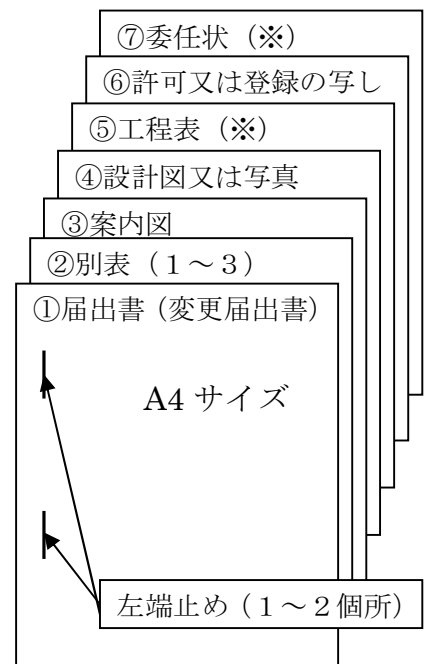 ⑦委任状（※）
⑥許可又は登録の写し
⑤工程表（※）
④設計図又は写真
③案内図
②別表（１～３）
①届出書（変更届出書）
A4 サイズ
左端止め（１～２個所）